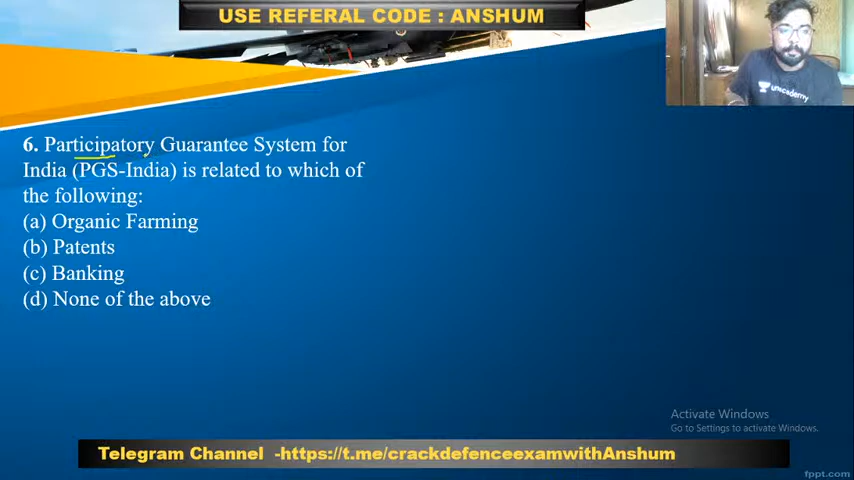 USE REFERAL CODE : ANSHUM
unacademy
6. Participatory Guarantee System for
India (PGS-India) is related to which of
the following:
(a) Organic Farming
(b) Patents
(c) Banking
(d) None of the above
Activate Windows
Go to Settings to activate Windows.
Telegram Channel -https://t.me/crackdefenceexamwithAnshum
fppt.com